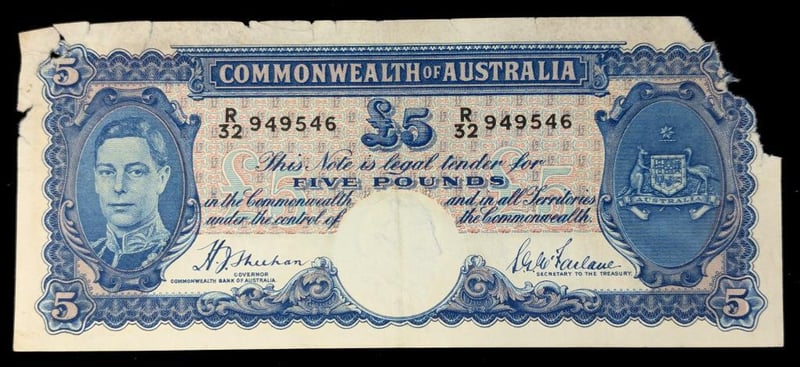 5
COMMONWEALTH OF AUSTRALIA
R/32 949546 £5 R/32 949546
This Note is legal tender for
FIVE POUNDS
in the Commonwealth and in all Territories
under the control of the Commonwealth.
AUSTRALIA
H J Sheehan
GOVERNOR
COMMONWEALTH BANK OF AUSTRALIA.
S G McFarlane
SECRETARY TO THE TREASURY.
5 5